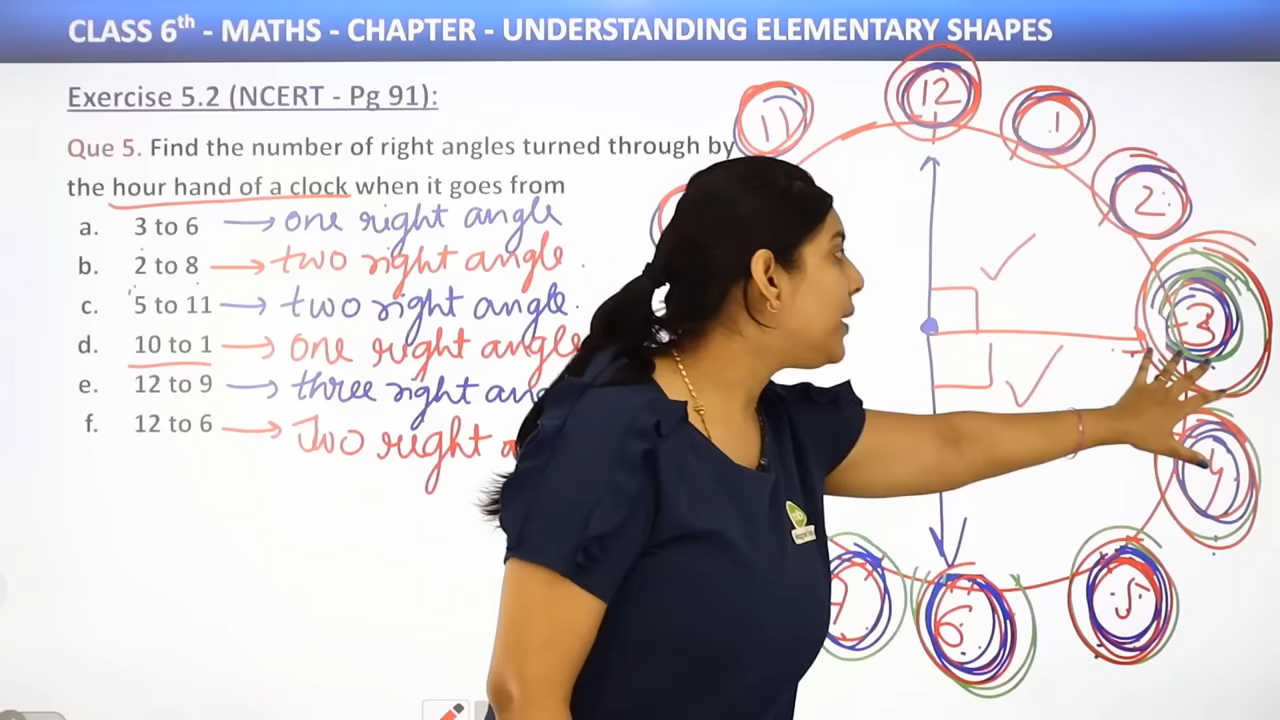 CLASS 6th - MATHS - CHAPTER - UNDERSTANDING ELEMENTARY SHAPES
Exercise 5.2 (NCERT - Pg 91):
Que 5. Find the number of right angles turned through by
the hour hand of a clock when it goes from
a. 3 to 6 → one right angle
b. 2 to 8 → two right angle
c. 5 to 11 → two right angle.
d. 10 to 1 → one right angle
e. 12 to 9 → three right
f. 12 to 6 → Two right
11
12
1
2
3
4
5
6
7